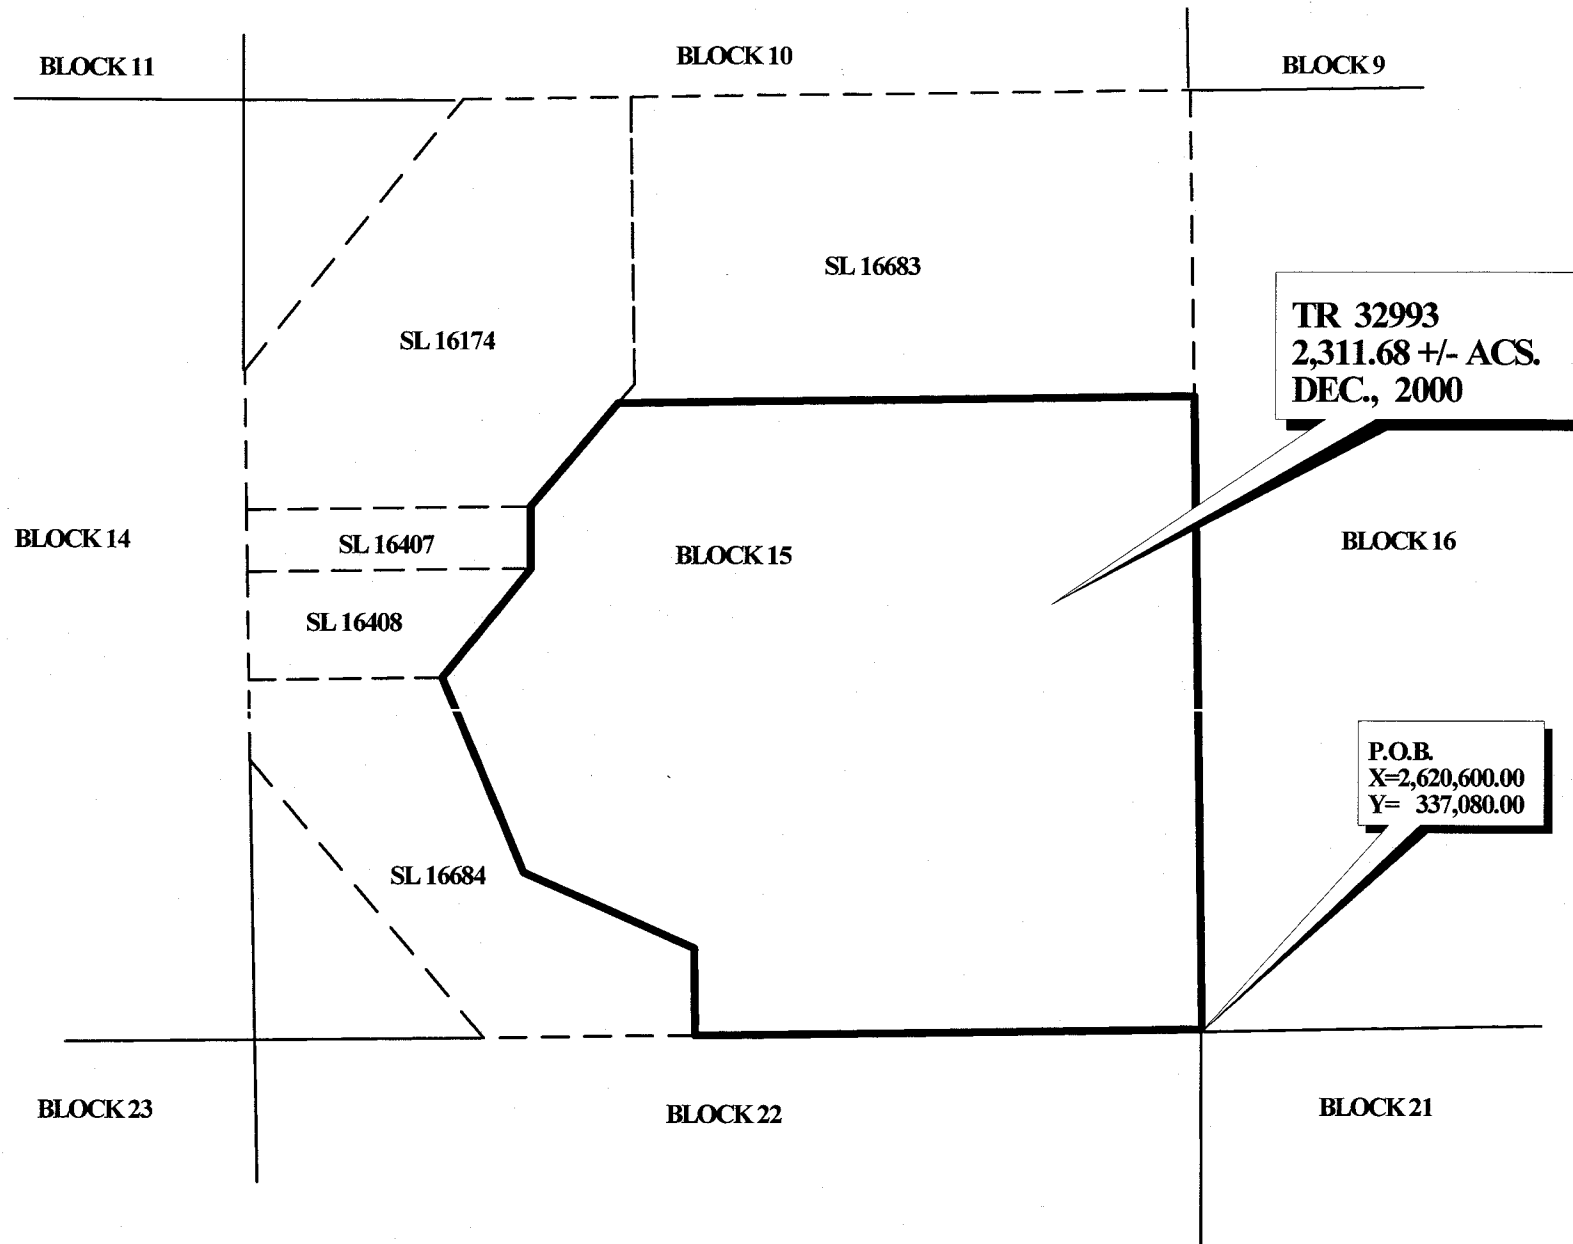 BLOCK 11
BLOCK 10
BLOCK 9
SL 16683
SL 16174
TR 32993
2,311.68 +/- ACS.
DEC., 2000
BLOCK 14
SL 16407
BLOCK 15
BLOCK 16
SL 16408
P.O.B.
X=2,620,600.00
Y= 337,080.00
SL 16684
BLOCK 23
BLOCK 22
BLOCK 21